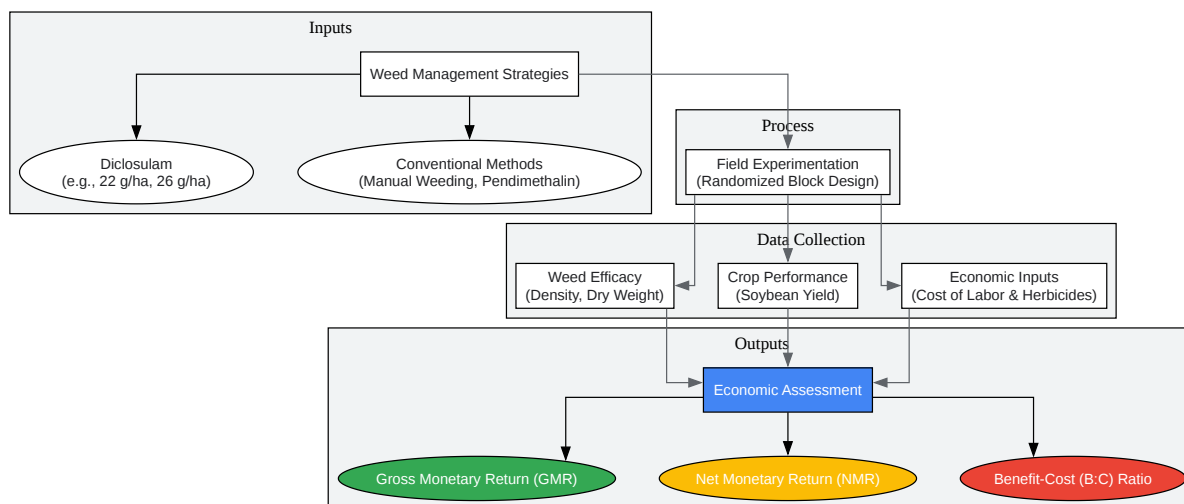 Inputs
Weed Management Strategies
Diclosulam
(e.g., 22 g/ha, 26 g/ha)
Conventional Methods
(Manual Weeding, Pendimethalin)
Process
Field Experimentation
(Randomized Block Design)
Data Collection
Weed Efficacy
(Density, Dry Weight)
Crop Performance
(Soybean Yield)
Economic Inputs
(Cost of Labor & Herbicides)
Outputs
Economic Assessment
Gross Monetary Return (GMR)
Net Monetary Return (NMR)
Benefit-Cost (B:C) Ratio